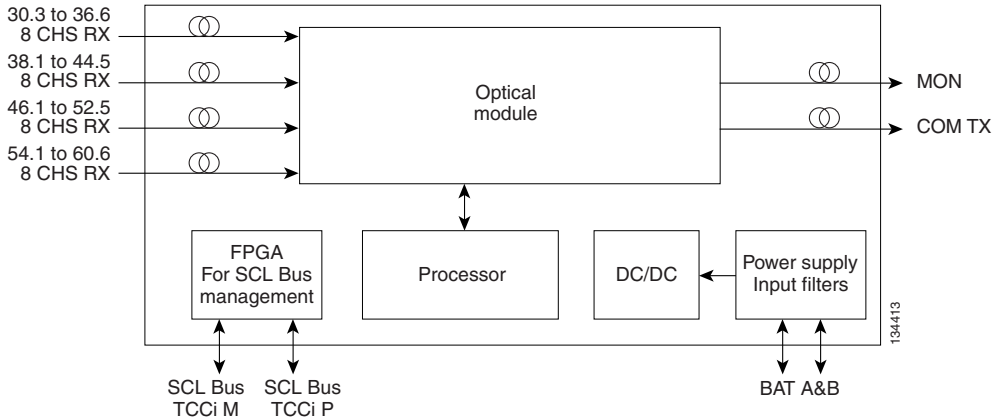 30.3 to 36.6
8 CHS RX
38.1 to 44.5
8 CHS RX
46.1 to 52.5
8 CHS RX
54.1 to 60.6
8 CHS RX
Optical
module
MON
COM TX
FPGA
For SCL Bus
management
Processor
DC/DC
Power supply
Input filters
134413
SCL Bus
TCCi M
SCL Bus
TCCi P
BAT A&B